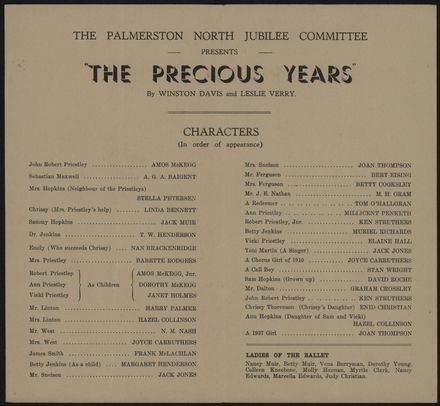 THE PALMERSTON NORTH JUBILEE COMMITTEE
PRESENTS
"THE PRECIOUS YEARS"
By WINSTON DAVIS and LESLIE VERRY.
CHARACTERS
(In order of appearance)
John Robert Priestley .................... AMOS McKEGG
Sebastian Maxwell .................... A. G. A. BAIGENT
Mrs. Hopkins (Neighbour of the Priestleys)
STELLA PETERSEN
Chrissy (Mrs. Priestley's help) ........ LINDA BENNETT
Sammy Hopkins .................... JACK MUIR
Dr. Jenkins .................... T. W. HENDERSON
Emily (Who succeeds Chrissy) .... NAN BRACKENRIDGE
Mrs Priestley .................... BABETTE RODGERS
Robert Priestley } As Children { AMOS McKEGG, Jnr.
Ann Priestley } As Children { DOROTHY McKEGG
Vicki Priestley } As Children { JANET HOLMES
Mr. Linton .................... HARRY PALMER
Mrs. Linton .................... HAZEL COLLINSON
Mr. West .................... N. M. NASH
Mrs. West .................... JOYCE CARRUTHERS
James Smith .................... FRANK McLACHLAN
Betty Jenkins (As a child) .... MARGARET HENDERSON
Mr. Snelson .................... JACK JONES
Mrs. Snelson .................... JOAN THOMPSON
Mr. Ferguson .................... BERT EISING
Mrs. Ferguson .................... BETTY COOKSLEY
Mr. J. E. Nathan .................... M. H. ORAM
A Redeemer .................... TOM O'HALLORAN
Ann Priestley .................... MILLICENT PENKETH
Robert Priestley, Jnr. .................... KEN STRUTHERS
Betty Jenkins .................... MURIEL RICHARDS
Vicki Priestley .................... ELAINE HALL
Toni Martin (A Singer) .................... JACK JONES
A Chorus Girl of 1910 .......... JOYCE CARRUTHERS
A Call Boy .................... STAN WRIGHT
Sam Hopkins (Grown up) .......... DAVID ROCHE
Mr. Dalton .................... GRAHAM CROSSLEY
John Robert Priestley .......... KEN STRUTHERS
Chrissy Thoresson (Chrissy's Daughter) ENID CHRISTIAN
Ann Hopkins (Daughter of Sam and Vicki)
HAZEL COLLINSON
A 1937 Girl .................... JOAN THOMPSON
LADIES OF THE BALLET
Nancy Muir, Betty Muir, Vena Berryman, Dorothy Young,
Colleen Kneebone, Molly Hazman, Myrtle Clark, Nancy
Edwards, Marcella Edwards, Judy Christian.